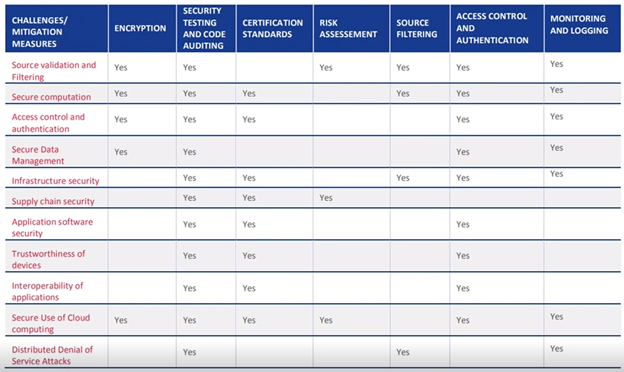 CHALLENGES/ MITIGATION MEASURES ENCRYPTION SECURITY TESTING AND CODE AUDITING CERTIFICATION STANDARDS RISK ASSESSEMENT SOURCE FILTERING ACCESS CONTROL AND AUTHENTICATION MONITORING AND LOGGING
Source validation and Filtering Yes Yes Yes Yes Yes Yes
Secure computation Yes Yes Yes Yes Yes Yes
Access control and authentication Yes Yes Yes Yes Yes
Secure Data Management Yes Yes Yes Yes
Infrastructure security Yes Yes Yes Yes Yes
Supply chain security Yes Yes Yes
Application software security Yes Yes Yes
Trustworthiness of devices Yes Yes Yes
Interoperability of applications Yes Yes Yes
Secure Use of Cloud computing Yes Yes Yes Yes Yes Yes
Distributed Denial of Service Attacks Yes Yes Yes